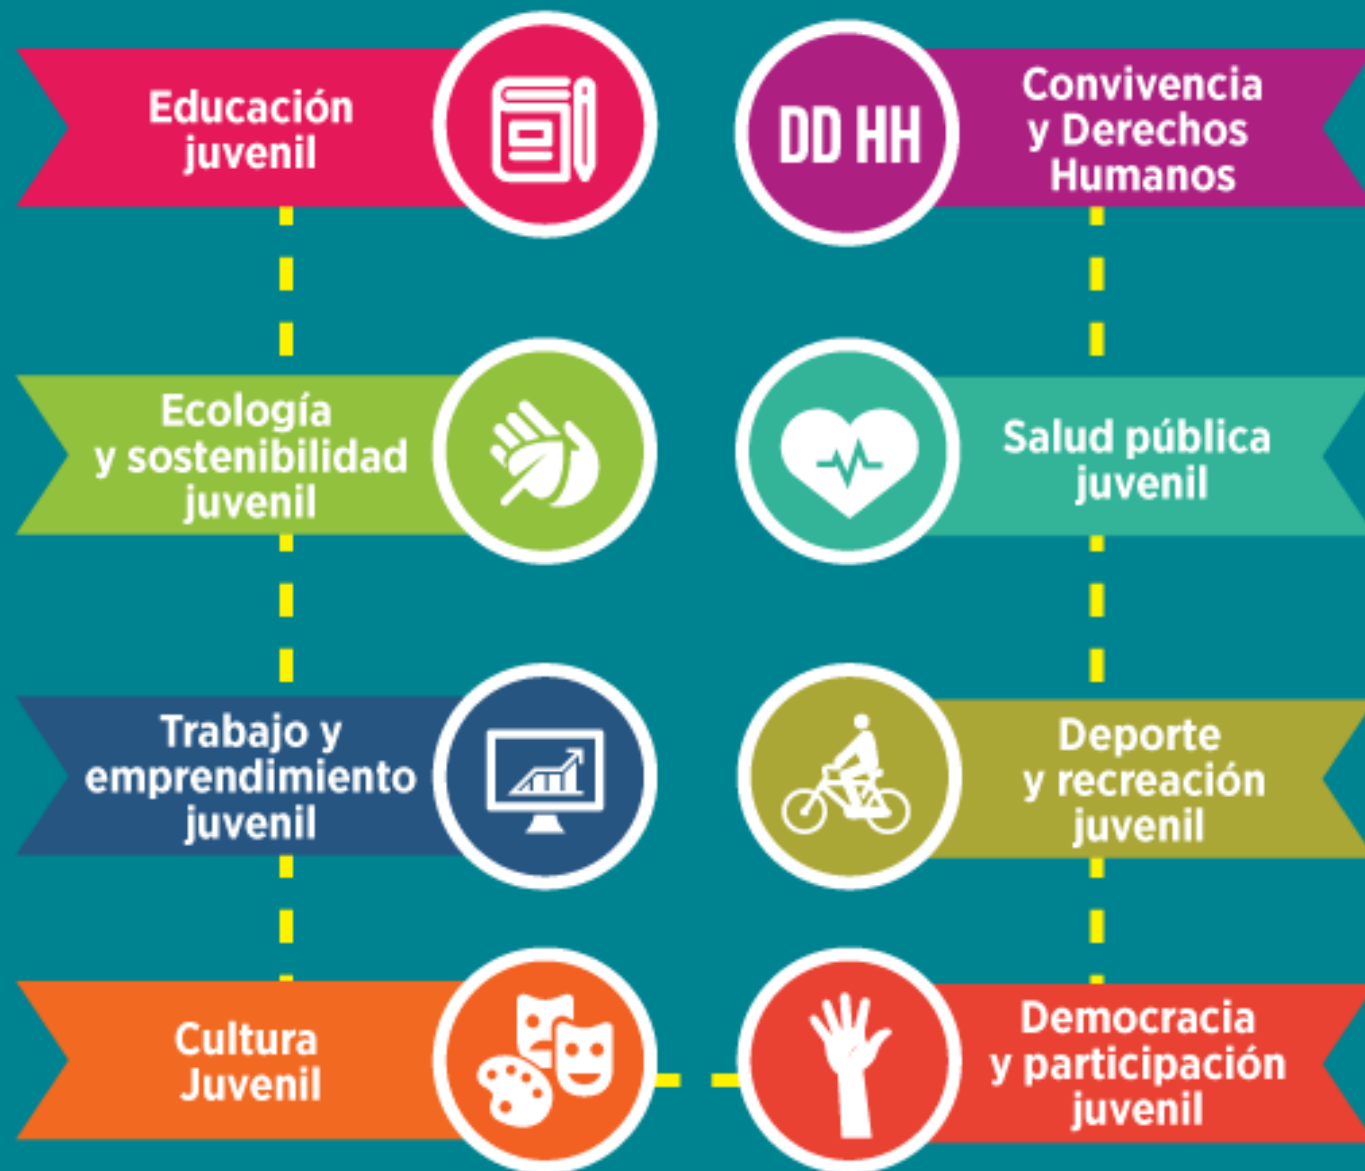 Educación
juvenil
DD HH
Convivencia
y Derechos
Humanos
Ecología
y sostenibilidad
juvenil
Salud pública
juvenil
Trabajo y
emprendimiento
juvenil
Deporte
y recreación
juvenil
Cultura
Juvenil
Democracia
y participación
juvenil